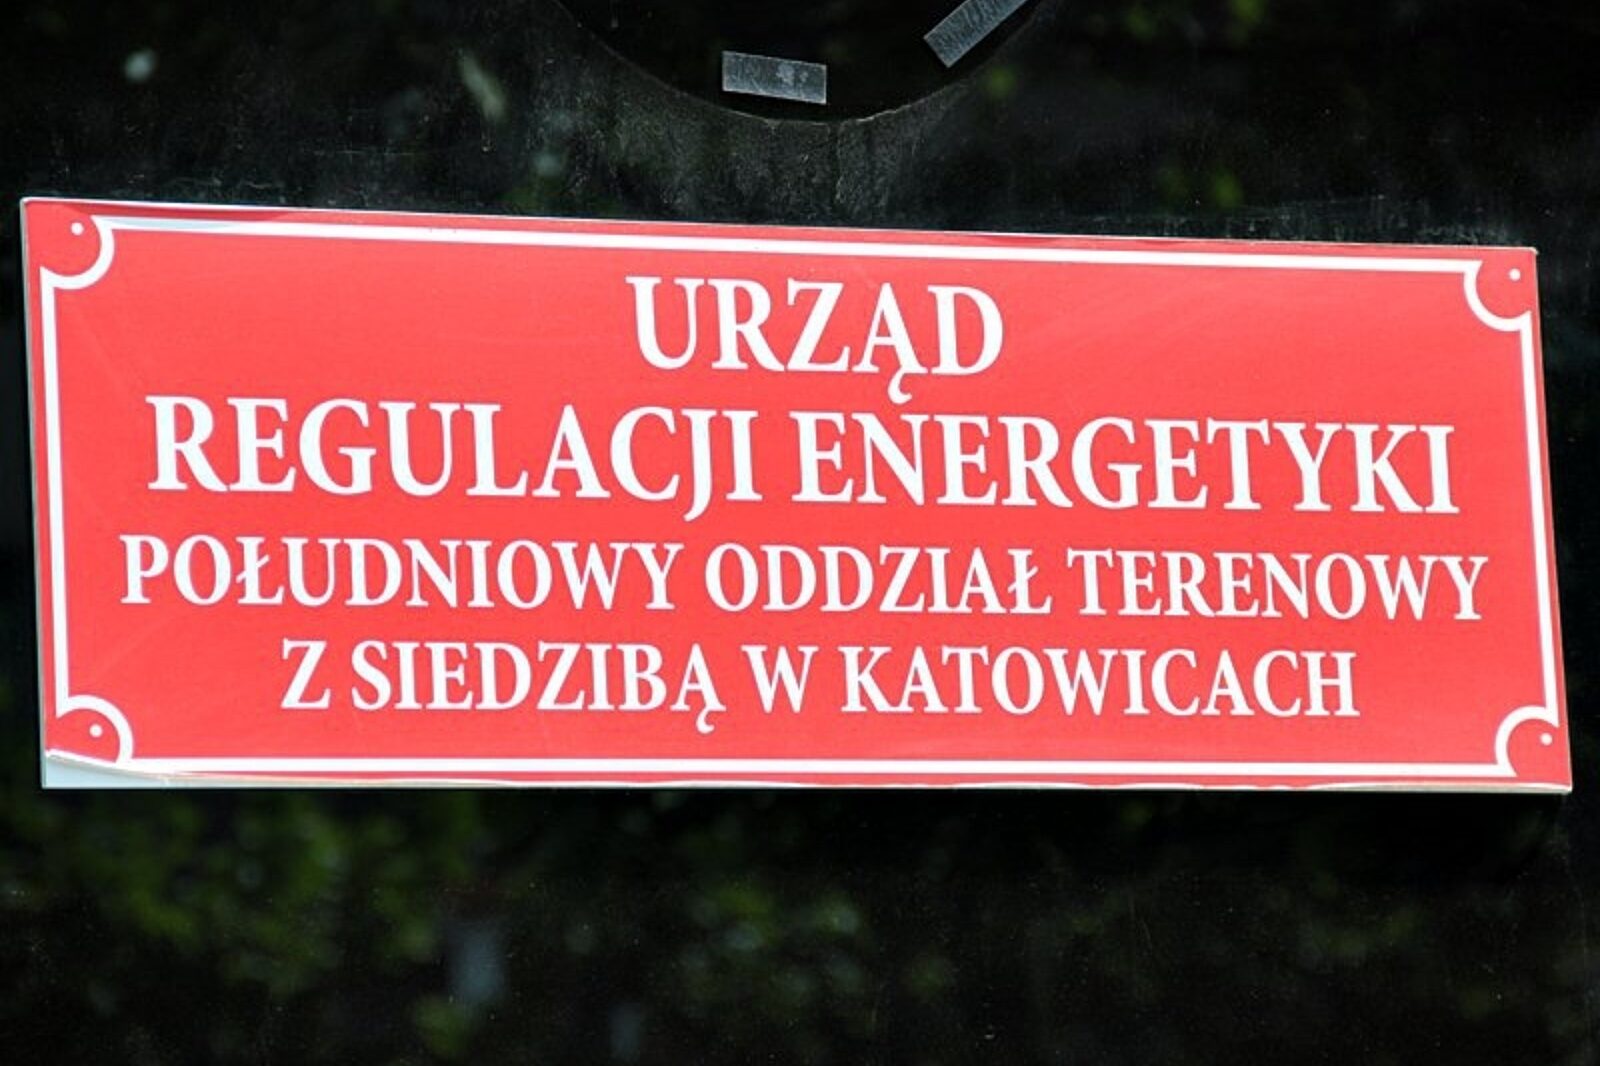 URZĄD
REGULACJI ENERGETYKI
POŁUDNIOWY ODDZIAŁ TERENOWY
Z SIEDZIBĄ W KATOWICACH